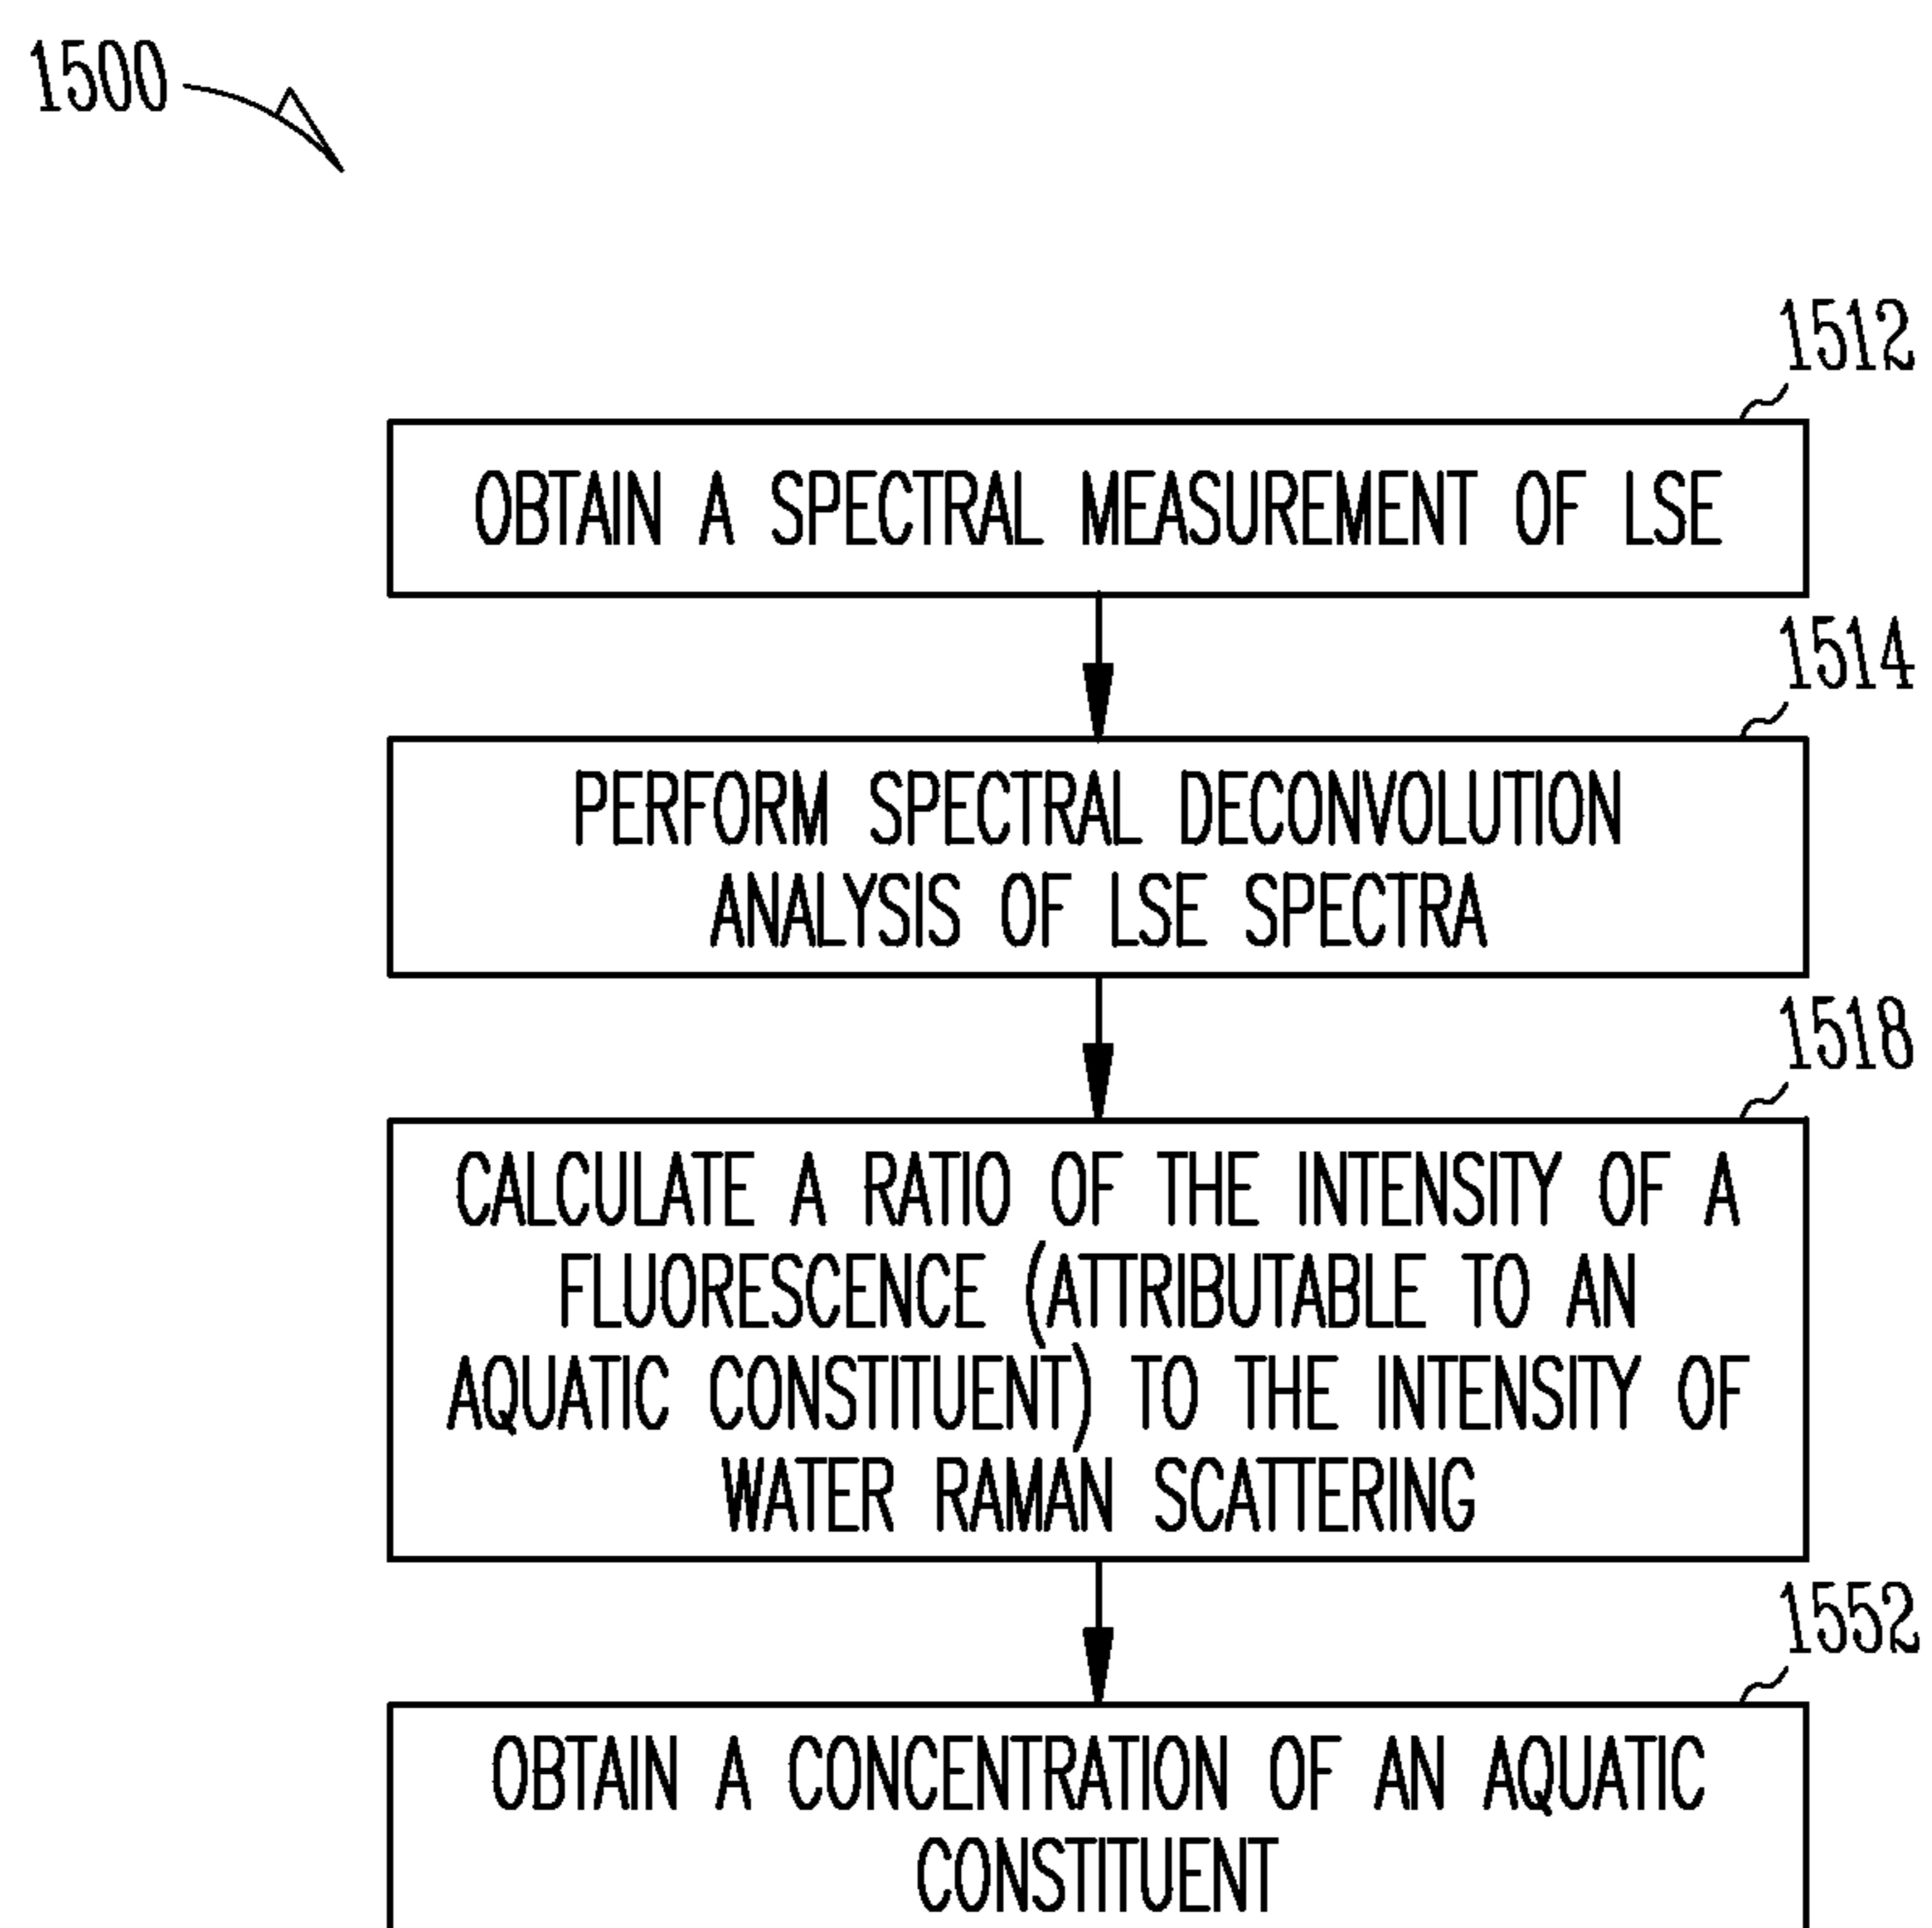 1500
1512
OBTAIN A SPECTRAL MEASUREMENT OF LSE
1514
PERFORM SPECTRAL DECONVOLUTION
ANALYSIS OF LSE SPECTRA
1518
CALCULATE A RATIO OF THE INTENSITY OF A
FLUORESCENCE (ATTRIBUTABLE TO AN
AQUATIC CONSTITUENT) TO THE INTENSITY OF
WATER RAMAN SCATTERING
1552
OBTAIN A CONCENTRATION OF AN AQUATIC
CONSTITUENT